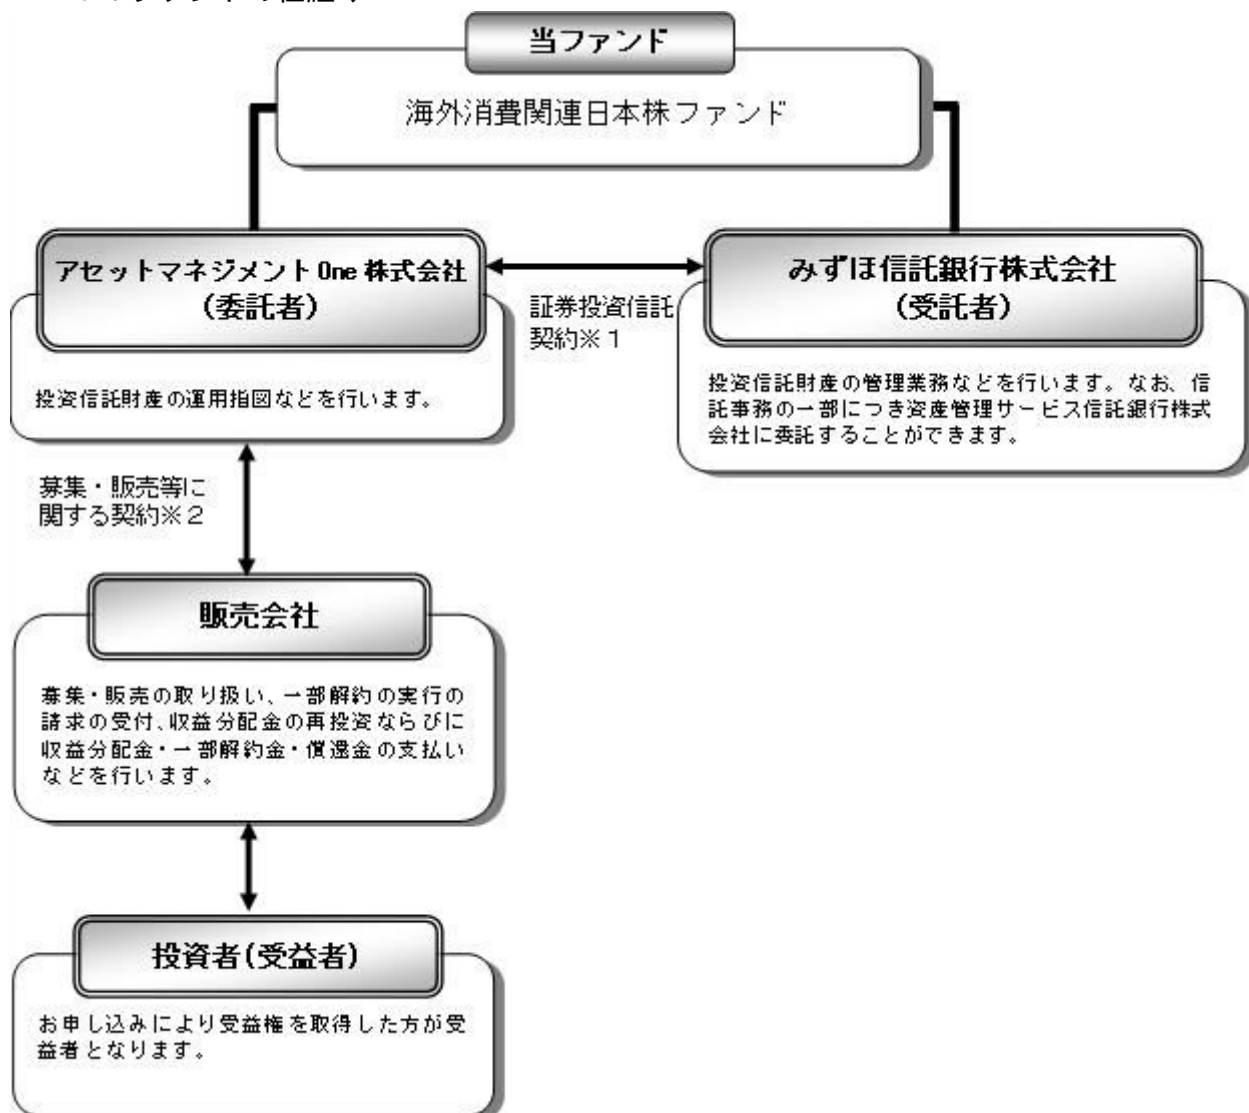 当ファンド
海外消費関連日本株ファンド
アセットマネジメントOne 株式会社
(委託者)
証券投資信託
契約※1
みずほ信託銀行株式会社
(受託者)
投資信託財産の運用指図などを行います。
投資信託財産の管理業務などを行います。なお、信
託事務の一部につき資産管理サービス信託銀行株式
会社に委託することができます。
募集・販売等に
関する契約※2
販売会社
募集・販売の取り扱い、一部解約の実行の
請求の受付、収益分配金の再投資ならびに
収益分配金・一部解約金・償還金の支払い
などを行います。
投資者(受益者)
お申し込みにより受益権を取得した方が受
益者となります。